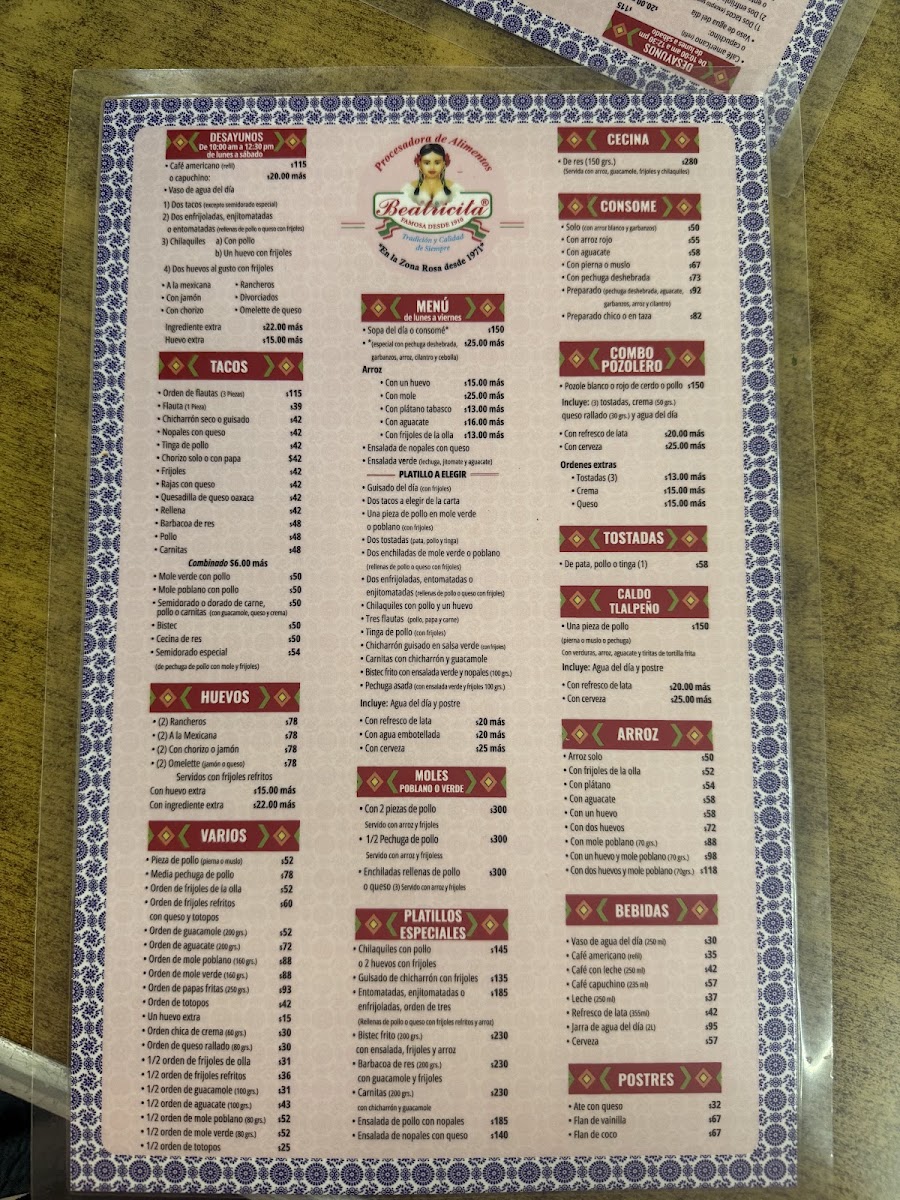 DESAYUNOS
De 10:00 am a 12:30 pm
de lunes a sábado
• Café americano (refil) $115
o capuchino: $20.00 más
• Vaso de agua del día
1) Dos tacos (excepto semidorado especial)
2) Dos enfrijoladas, enjitomatadas
o entomatadas (rellenas de pollo o queso con frijoles)
3) Chilaquiles a) Con pollo
b) Un huevo con frijoles
4) Dos huevos al gusto con frijoles
• A la mexicana • Rancheros
• Con jamón • Divorciados
• Con chorizo • Omelette de queso
Ingrediente extra $22.00 más
Huevo extra $15.00 más
TACOS
• Orden de flautas (3 Piezas) $115
• Flauta (1 Pieza) $39
• Chicharrón seco o guisado $42
• Nopales con queso $42
• Tinga de pollo $42
• Chorizo solo o con papa $42
• Frijoles $42
• Rajas con queso $42
• Quesadilla de queso oaxaca $42
• Rellena $42
• Barbacoa de res $48
• Pollo $48
• Carnitas $48
Combinado $6.00 más
• Mole verde con pollo $50
• Mole poblano con pollo $50
• Semidorado o dorado de carne, $50
pollo o carnitas (con guacamole, queso y crema)
• Bistec $50
• Cecina de res $50
• Semidorado especial $54
(de pechuga de pollo con mole y frijoles)
HUEVOS
• (2) Rancheros $78
• (2) A la Mexicana $78
• (2) Con chorizo o jamón $78
• (2) Omelette (jamón o queso) $78
Servidos con frijoles refritos
Con huevo extra $15.00 más
Con ingrediente extra $22.00 más
VARIOS
• Pieza de pollo (pierna o muslo) $52
• Media pechuga de pollo $78
• Orden de frijoles de la olla $52
• Orden de frijoles refritos $60
con queso y totopos
• Orden de guacamole (200 grs.) $52
• Orden de aguacate (200 grs.) $72
• Orden de mole poblano (160 grs.) $88
• Orden de mole verde (160 grs.) $88
• Orden de papas fritas (250 grs.) $93
• Orden de totopos $42
• Un huevo extra $15
• Orden chica de crema (60 grs.) $30
• Orden de queso rallado (80 grs.) $30
• 1/2 orden de frijoles de olla $31
• 1/2 orden de frijoles refritos $36
• 1/2 orden de guacamole (100 grs.) $31
• 1/2 orden de aguacate (100 grs.) $43
• 1/2 orden de mole poblano (80 grs.) $52
• 1/2 orden de mole verde (80 grs.) $52
• 1/2 orden de totopos $25
Procesadora de Alimentos
Beatricita®
FAMOSA DESDE 1910
Tradición y Calidad
de Siempre
"En la Zona Rosa desde 1971"
MENÚ
de lunes a viernes
• Sopa del día o consomé* $150
• *(especial con pechuga deshebrada, $25.00 más
garbanzos, arroz, cilantro y cebolla)
Arroz
• Con un huevo $15.00 más
• Con mole $25.00 más
• Con plátano tabasco $13.00 más
• Con aguacate $16.00 más
• Con frijoles de la olla $13.00 más
• Ensalada de nopales con queso
• Ensalada verde (lechuga, jitomate y aguacate)
PLATILLO A ELEGIR
• Guisado del día (con frijoles)
• Dos tacos a elegir de la carta
• Una pieza de pollo en mole verde
o poblano (con frijoles)
• Dos tostadas (pata, pollo y tinga)
• Dos enchiladas de mole verde o poblano
(rellenas de pollo o queso con frijoles)
• Dos enfrijoladas, entomatadas o
enjitomatadas (rellenas de pollo o queso con frijoles)
• Chilaquiles con pollo y un huevo
• Tres flautas (pollo, papa y carne)
• Tinga de pollo (con frijoles)
• Chicharrón guisado en salsa verde (con frijoles)
• Carnitas con chicharrón y guacamole
• Bistec frito con ensalada verde y nopales (100 grs.)
• Pechuga asada (con ensalada verde y frijoles 100 grs.)
Incluye: Agua del día y postre
• Con refresco de lata $20 más
• Con agua embotellada $20 más
• Con cerveza $25 más
MOLES
POBLANO O VERDE
• Con 2 piezas de pollo $300
Servido con arroz y frijoles
• 1/2 Pechuga de pollo $300
Servido con arroz y frijoless
• Enchiladas rellenas de pollo $300
o queso (3) Servido con arroz y frijoles
PLATILLOS
ESPECIALES
• Chilaquiles con pollo $145
o 2 huevos con frijoles
• Guisado de chicharrón con frijoles $135
• Entomatadas, enjitomatadas o $185
enfrijoladas, orden de tres
(Rellenas de pollo o queso con frijoles refritos y arroz)
• Bistec frito (200 grs.) $230
con ensalada, frijoles y arroz
• Barbacoa de res (200 grs.) $230
con guacamole y frijoles
• Carnitas (200 grs.) $230
con chicharrón y guacamole
• Ensalada de pollo con nopales $185
• Ensalada de nopales con queso $140
CECINA
• De res (150 grs.) $280
(Servida con arroz, guacamole, frijoles y chilaquiles)
CONSOME
• Solo (con arroz blanco y garbanzos) $50
• Con arroz rojo $55
• Con aguacate $58
• Con pierna o muslo $67
• Con pechuga deshebrada $73
• Preparado (pechuga deshebrada, aguacate, $92
garbanzos, arroz y cilantro)
• Preparado chico o en taza $82
COMBO
POZOLERO
• Pozole blanco o rojo de cerdo o pollo $150
Incluye: (3) tostadas, crema (50 grs.)
queso rallado (30 grs.) y agua del día
• Con refresco de lata $20.00 más
• Con cerveza $25.00 más
Ordenes extras
• Tostadas (3) $13.00 más
• Crema $15.00 más
• Queso $15.00 más
TOSTADAS
• De pata, pollo o tinga (1) $58
CALDO
TLALPEÑO
• Una pieza de pollo $150
(pierna o muslo o pechuga)
Con verduras, arroz, aguacate y tiritas de tortilla frita
Incluye: Agua del día y postre
• Con refresco de lata $20.00 más
• Con cerveza $25.00 más
ARROZ
• Arroz solo $50
• Con frijoles de la olla $52
• Con plátano $54
• Con aguacate $58
• Con un huevo $58
• Con dos huevos $72
• Con mole poblano (70 grs.) $88
• Con un huevo y mole poblano (70 grs.) $98
• Con dos huevos y mole poblano (70grs.) $118
BEBIDAS
• Vaso de agua del día (250 ml) $30
• Café americano (refil) $35
• Café con leche (250 ml) $42
• Café capuchino (235 ml) $57
• Leche (250 ml) $37
• Refresco de lata (355ml) $42
• Jarra de agua del día (2L) $95
• Cerveza $57
POSTRES
• Ate con queso $32
• Flan de vainilla $67
• Flan de coco $67
DESAYUNOS
De 10:00 am a 12:30 pm
de lunes a sábado
• Café americano (refil) $115
o capuchino: $20.00
• Vaso de agua del día
1) Dos tacos
2) Dos